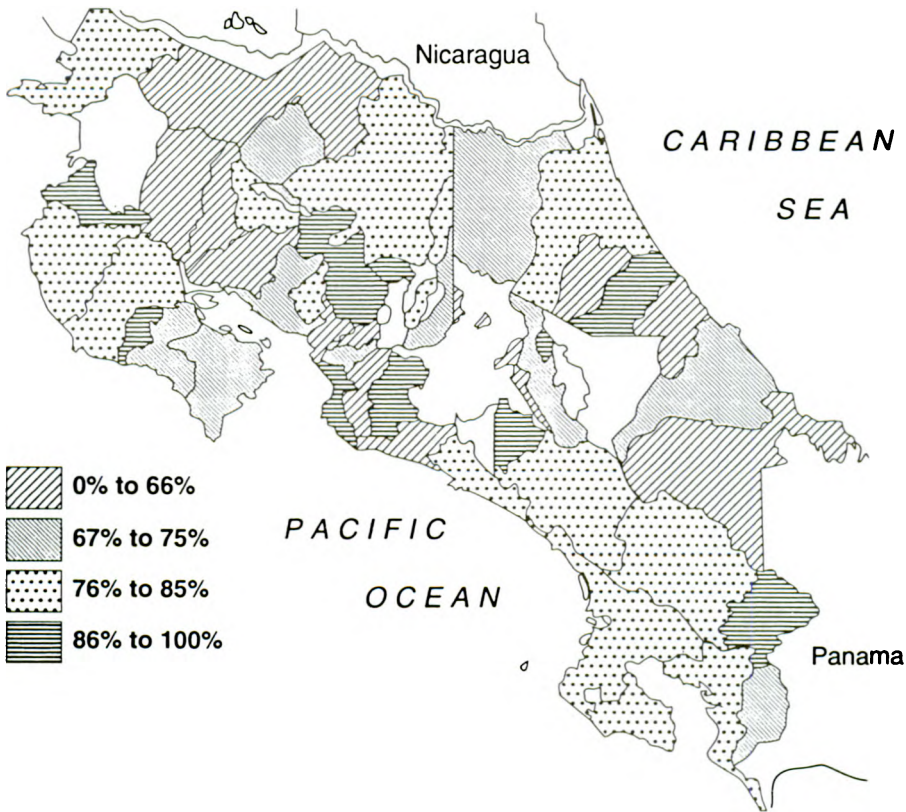 Nicaragua
CARIBBEAN
SEA
0% to 66%
67% to 75%
76% to 85%
86% to 100%
PACIFIC
OCEAN
Panama